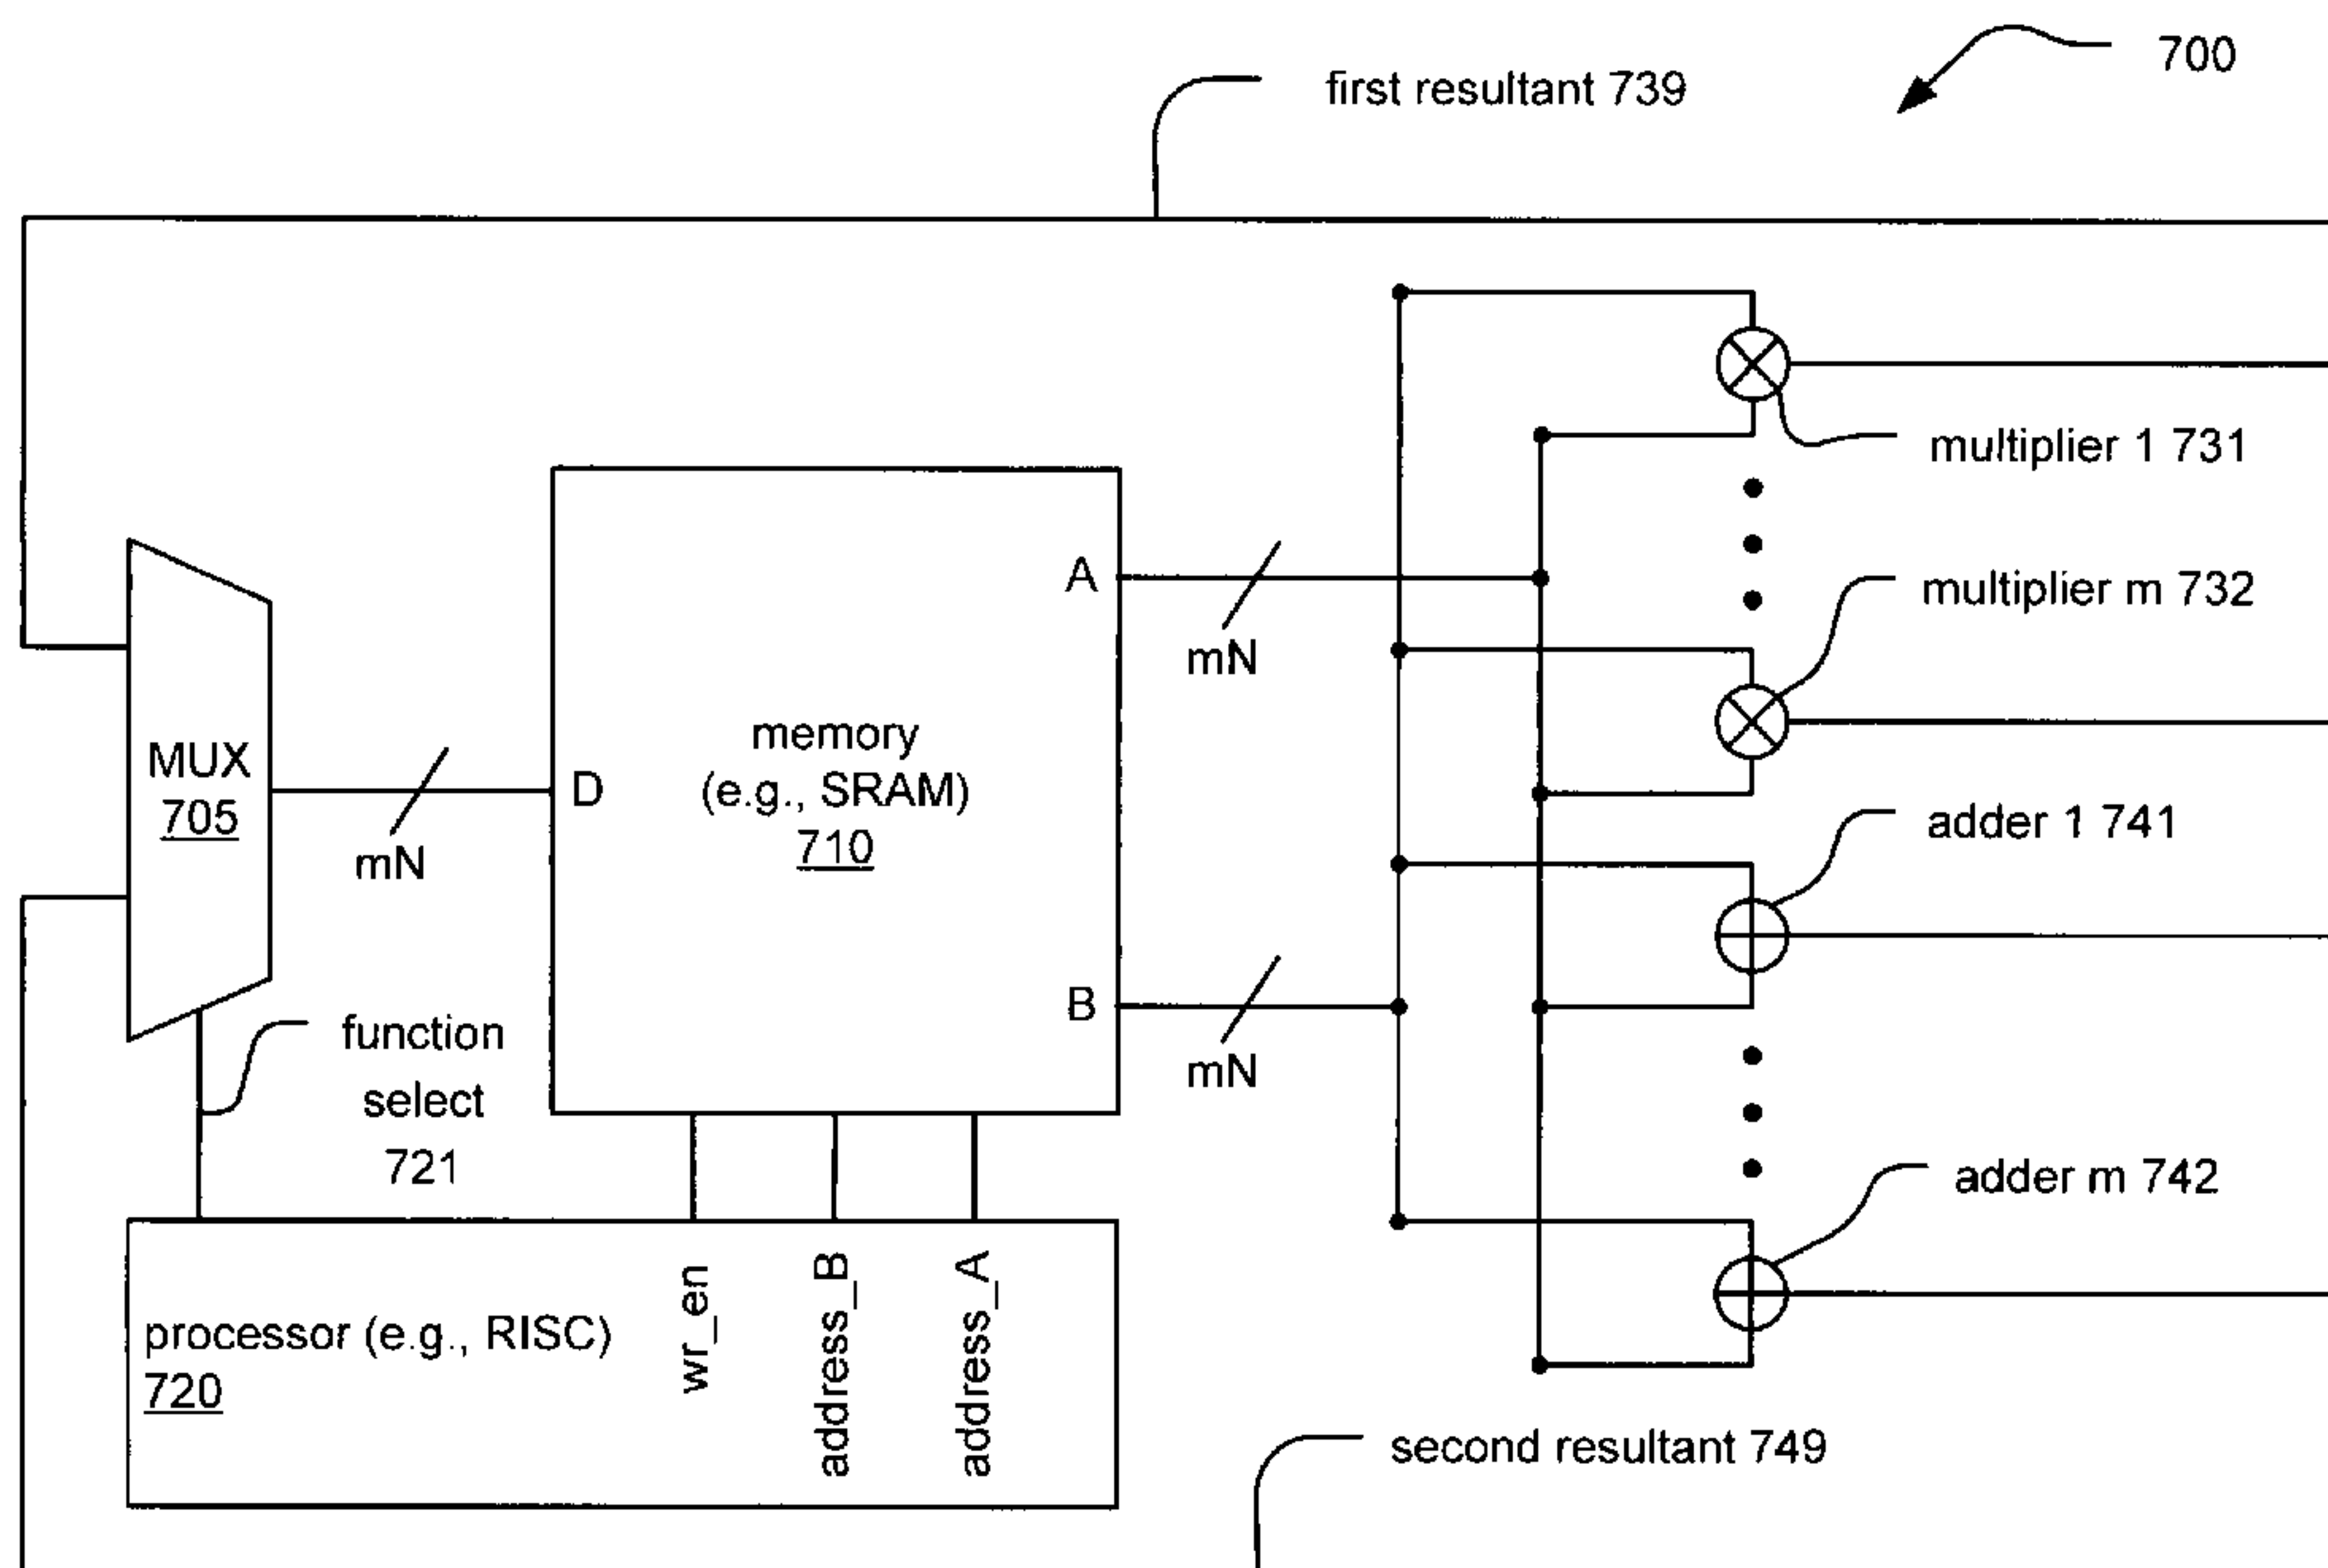 700
first resultant 739
multiplier 1 731
multiplier m 732
A
mN
MUX
705
mN
D
memory
(e.g., SRAM)
710
adder 1 741
B
mN
function
select
721
adder m 742
processor (e.g., RISC)
720
wr_en
address_B
address_A
second resultant 749